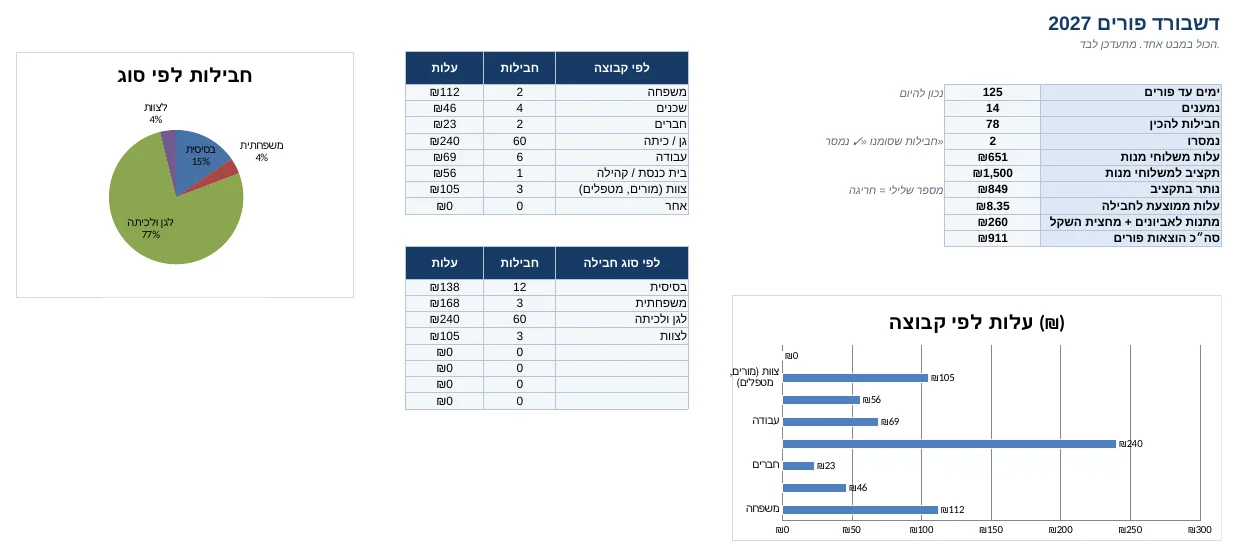 דשבורד פורים 2027
הכול במבט אחד. מתעדכן לבד.
ימים עד פורים 125 נכון להיום
נמענים 14
חבילות להכין 78
נמסרו 2 «חבילות שסומנו «✓ נמסר
עלות משלוחי מנות ₪651
תקציב למשלוחי מנות ₪1,500
נותר בתקציב ₪849 מספר שלילי = חריגה
עלות ממוצעת לחבילה ₪8.35
מתנות לאביונים + מחצית השקל ₪260
סה״כ הוצאות פורים ₪911
עלות לפי קבוצה (₪)
₪0
צוות (מורים, מטפלים) ₪105
₪56
עבודה ₪69
₪240
חברים ₪23
₪46
משפחה ₪112
₪0 ₪50 ₪100 ₪150 ₪200 ₪250 ₪300
לפי קבוצה חבילות עלות
משפחה 2 ₪112
שכנים 4 ₪46
חברים 2 ₪23
גן / כיתה 60 ₪240
עבודה 6 ₪69
בית כנסת / קהילה 1 ₪56
צוות (מורים, מטפלים) 3 ₪105
אחר 0 ₪0
לפי סוג חבילה חבילות עלות
בסיסית 12 ₪138
משפחתית 3 ₪168
לגן ולכיתה 60 ₪240
לצוות 3 ₪105
0 ₪0
0 ₪0
0 ₪0
0 ₪0
חבילות לפי סוג
לצוות
4%
משפחתית
4%
בסיסית
15%
לגן ולכיתה
77%